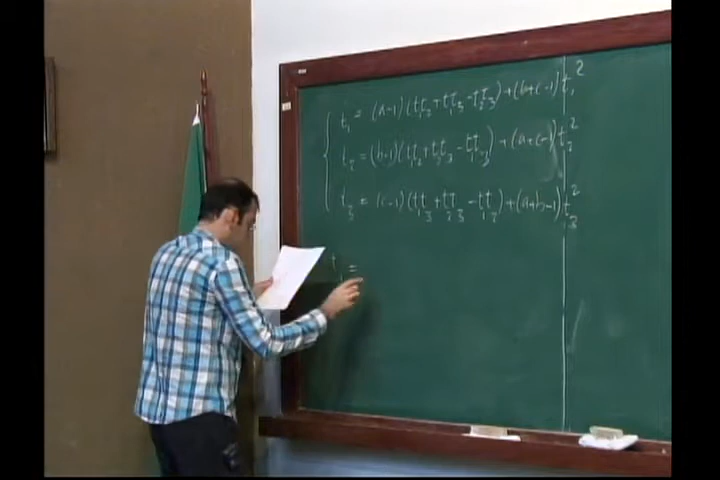 t₁ = (a-1)(t₁t₂+t₁t₃-t₂t₃)+(b+c-1)t₁²
t₂ = (b-1)(t₁t₂+t₂t₃-t₁t₃)+(a+c-1)t₂²
t₃ = (c-1)(t₁t₃+t₂t₃-t₁t₂)+(a+b-1)t₃²
t₁ =